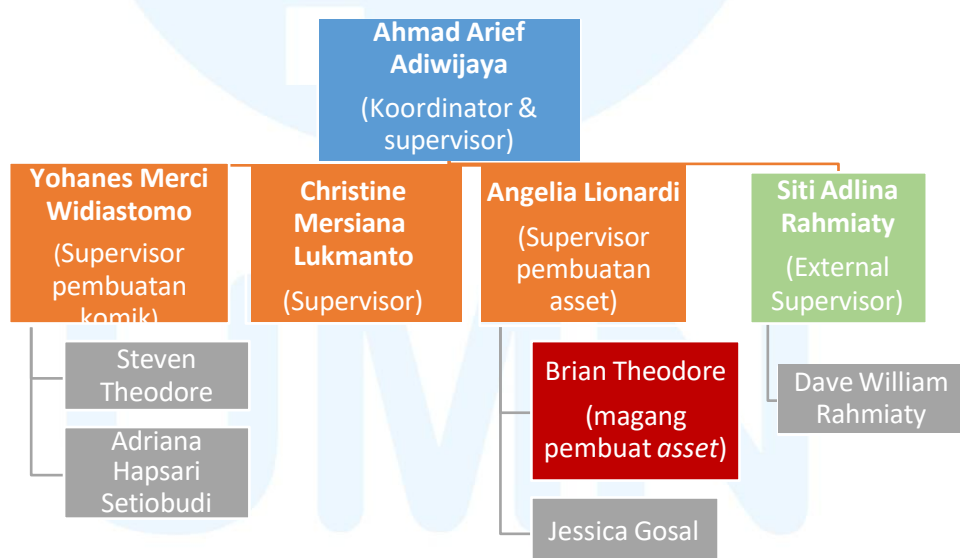 Ahmad Arief
Adiwijaya
(Koordinator &
supervisor)
Yohanes Merci
Widiastomo
(Supervisor
pembuatan
komik)
Christine
Mersiana
Lukmanto
(Supervisor)
Angelia Lionardi
(Supervisor
pembuatan
asset)
Siti Adlina
Rahmiaty
(External
Supervisor)
Steven
Theodore
Adriana
Hapsari
Setiobudi
Brian Theodore
(magang
pembuat asset)
Jessica Gosal
Dave William
Rahmiaty
UMN